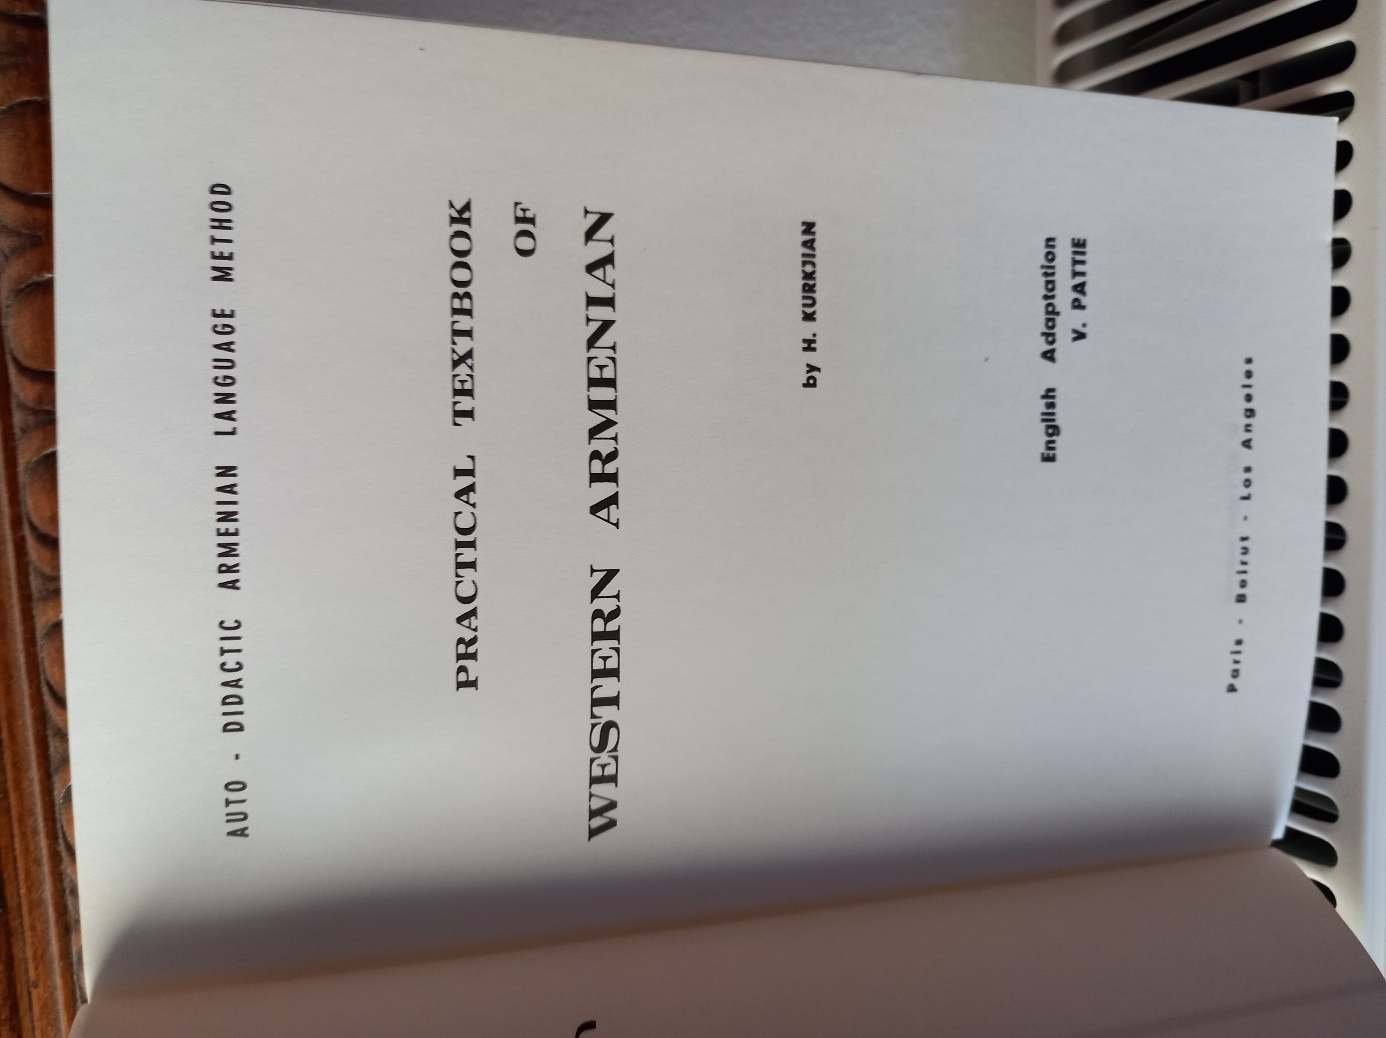 AUTO - DIDACTIC ARMENIAN LANGUAGE METHOD
PRACTICAL TEXTBOOK
OF
WESTERN ARMENIAN
by H. KURKJIAN
English Adaptation
V. PATTIE
Paris - Beirut - Los Angeles